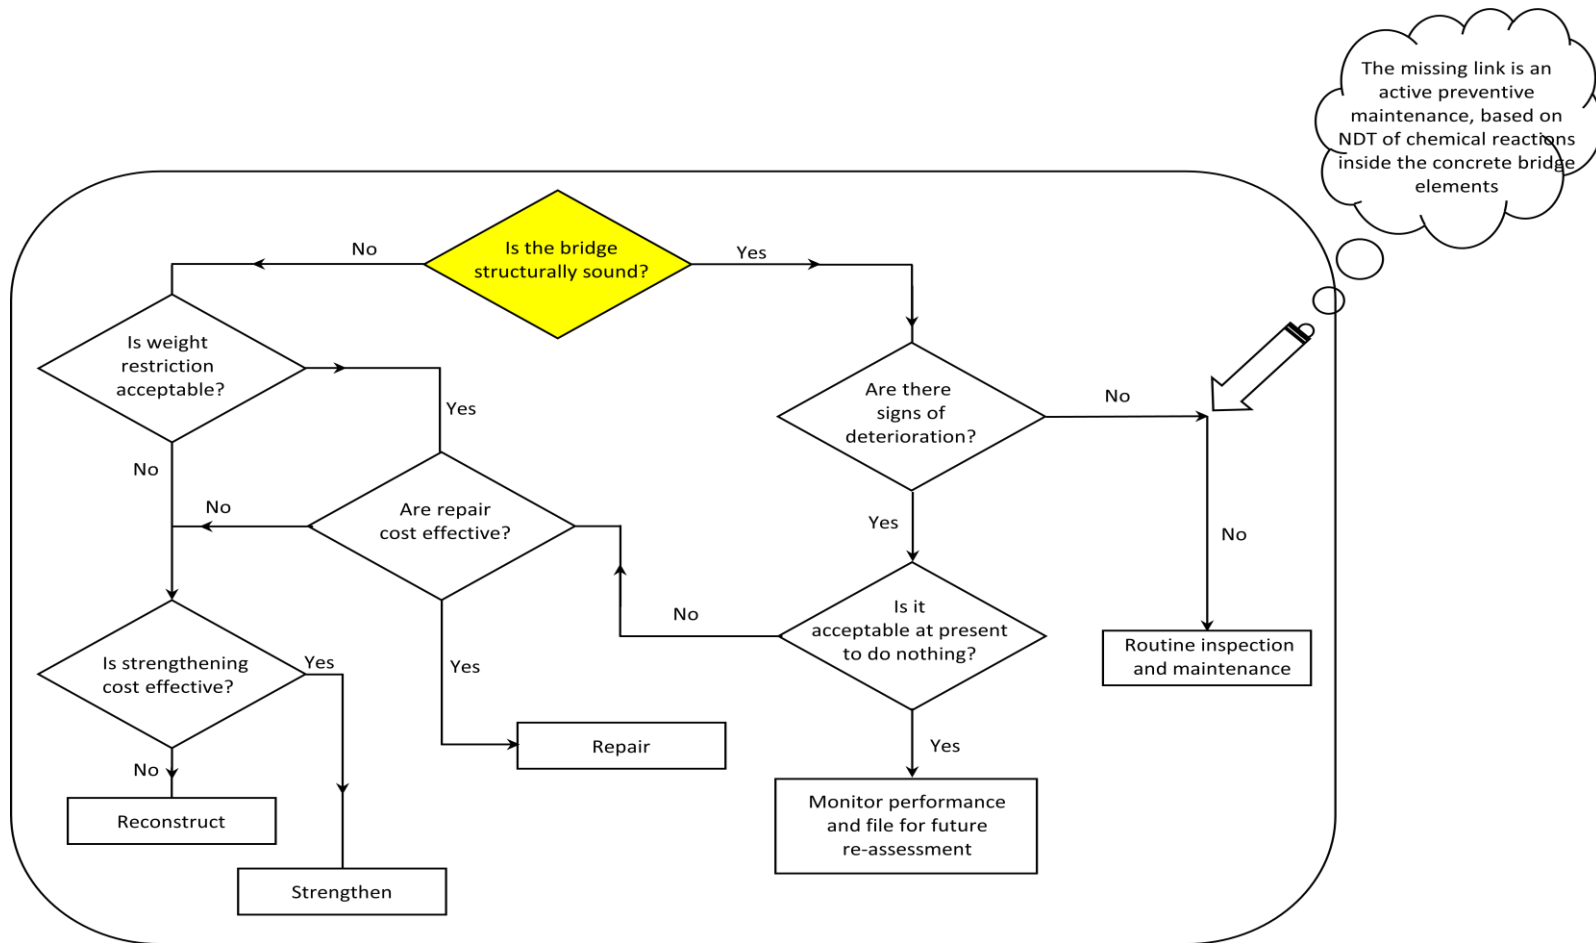 The missing link is an
active preventive
maintenance, based on
NDT of chemical reactions
inside the concrete bridge
elements
Is the bridge
structurally sound?
No
Yes
Is weight
restriction
acceptable?
Yes
No
Are there
signs of
deterioration?
No
Yes
No
Are repair
cost effective?
No
Yes
Is it
acceptable at present
to do nothing?
No
Yes
Routine inspection
and maintenance
Is strengthening
cost effective?
Yes
No
Repair
Reconstruct
Monitor performance
and file for future
re-assessment
Strengthen